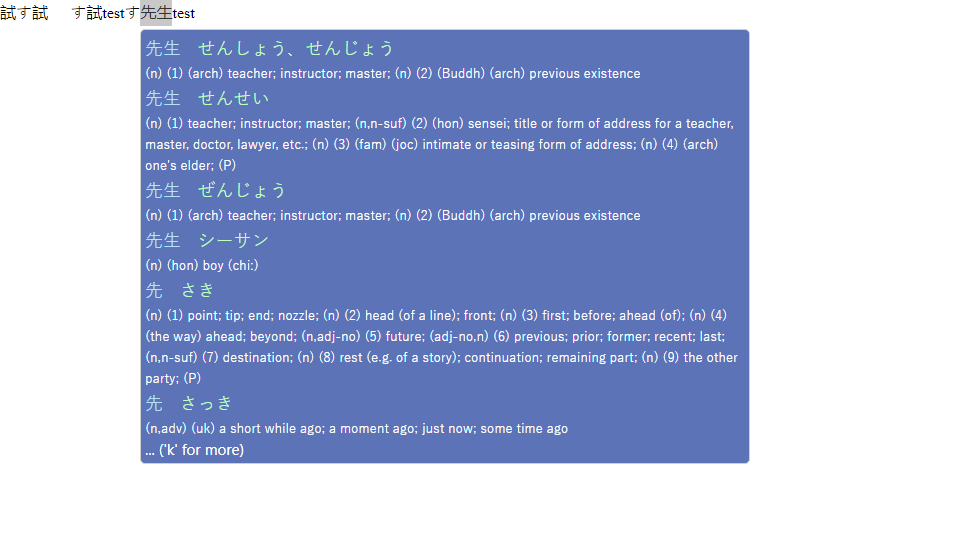 試す試　す試testす先生test
先生　せんしょう、せんじょう
(n) (1) (arch) teacher; instructor; master; (n) (2) (Buddh) (arch) previous existence
先生　せんせい
(n) (1) teacher; instructor; master; (n,n-suf) (2) (hon) sensei; title or form of address for a teacher,
master, doctor, lawyer, etc.; (n) (3) (fam) (joc) intimate or teasing form of address; (n) (4) (arch)
one's elder; (P)
先生　ぜんじょう
(n) (1) (arch) teacher; instructor; master; (n) (2) (Buddh) (arch) previous existence
先生　シーサン
(n) (hon) boy (chi:)
先　さき
(n) (1) point; tip; end; nozzle; (n) (2) head (of a line); front; (n) (3) first; before; ahead (of); (n) (4)
(the way) ahead; beyond; (n,adj-no) (5) future; (adj-no,n) (6) previous; prior; former; recent; last;
(n,n-suf) (7) destination; (n) (8) rest (e.g. of a story); continuation; remaining part; (n) (9) the other
party; (P)
先　さっき
(n,adv) (uk) a short while ago; a moment ago; just now; some time ago
... ('k' for more)